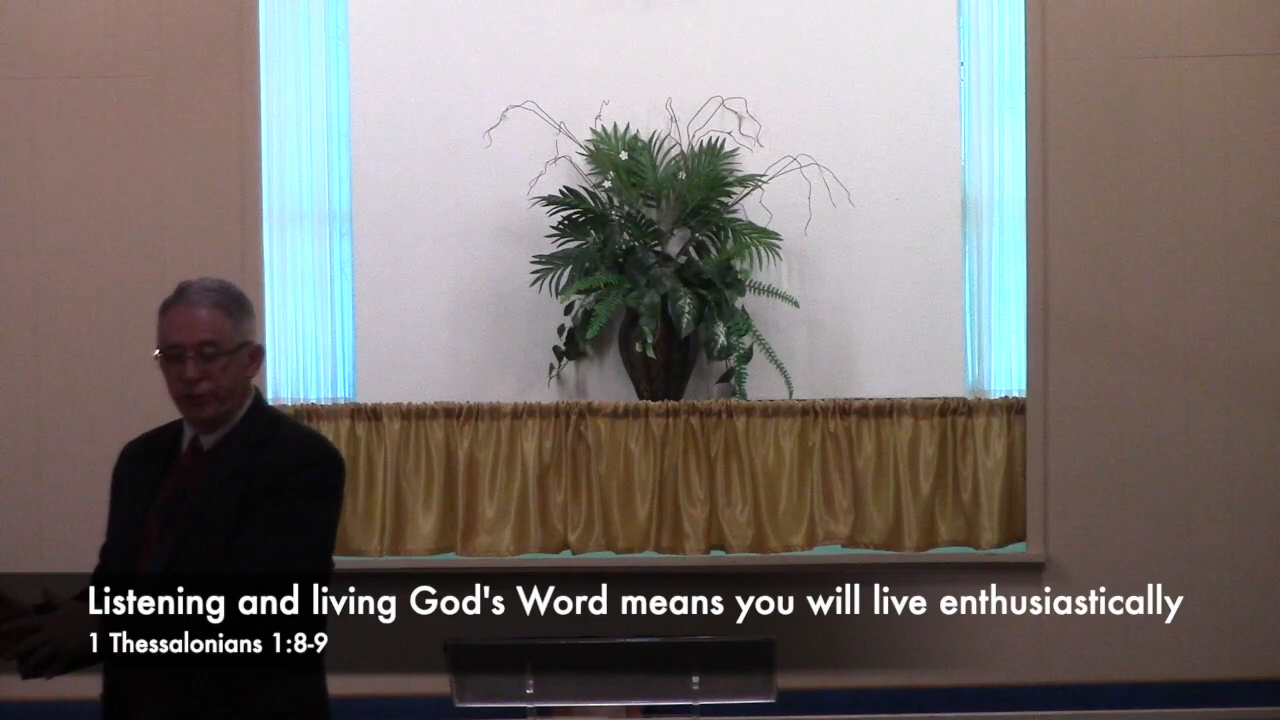 Listening and living God's Word means you will live enthusiastically
1 Thessalonians 1:8-9